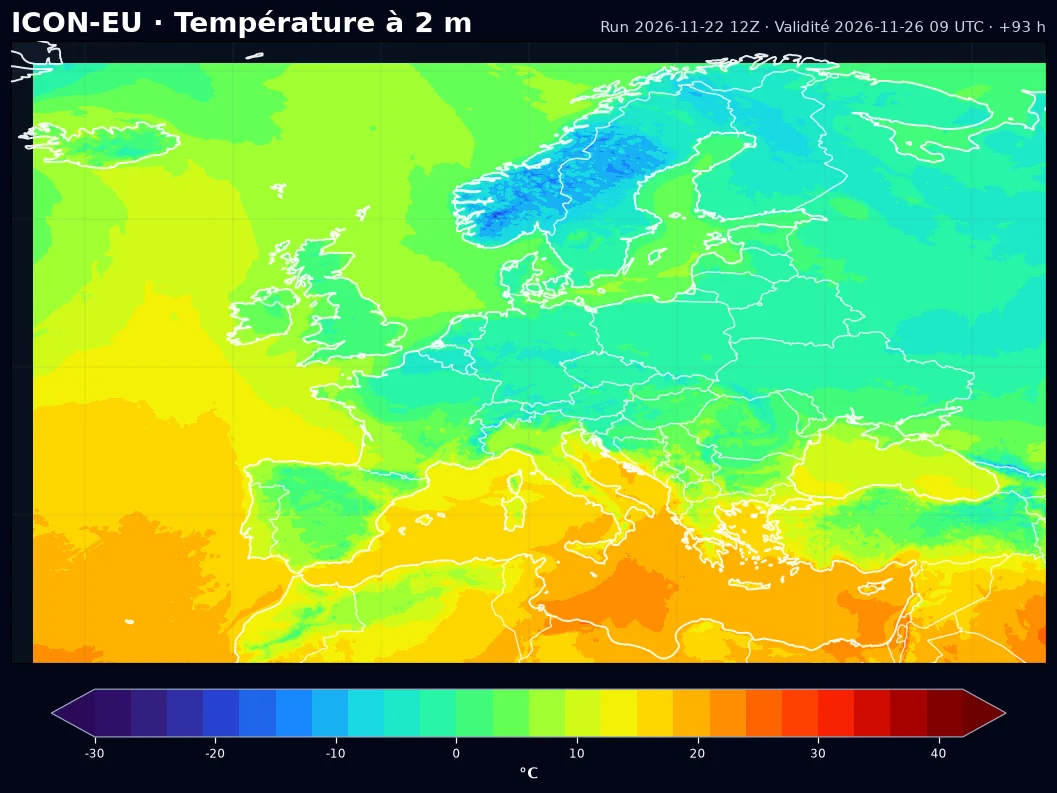 ICON-EU · Température à 2 m
Run 2026-11-22 12Z · Validité 2026-11-26 09 UTC · +93 h
-30 -20 -10 0 10 20 30 40
°C